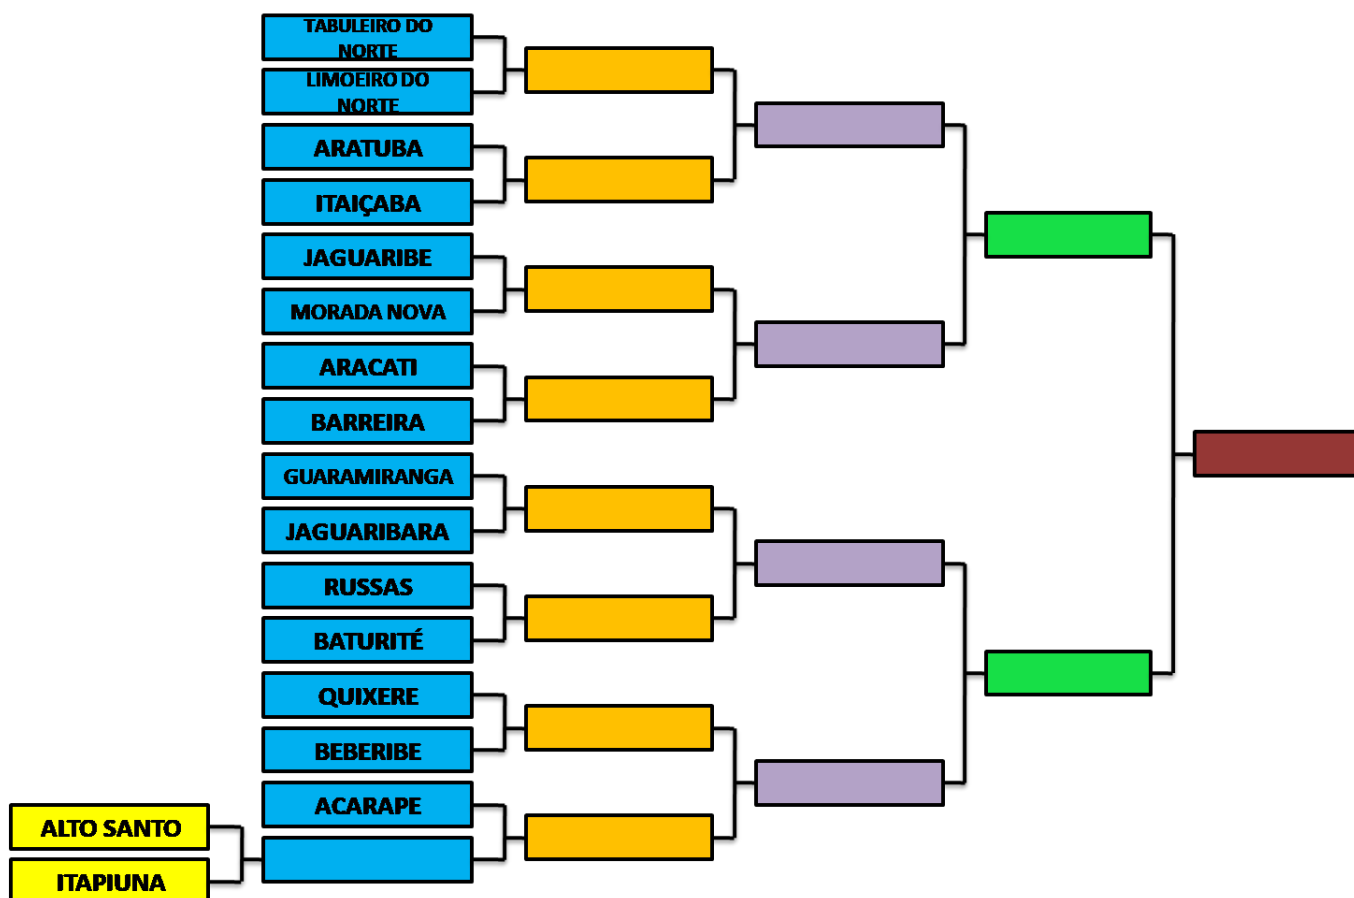 TABULEIRO DO
NORTE
LIMOEIRO DO
NORTE
ARATUBA
ITAIÇABA
JAGUARIBE
MORADA NOVA
ARACATI
BARREIRA
GUARAMIRANGA
JAGUARIBARA
RUSSAS
BATURITÉ
QUIXERE
BEBERIBE
ACARAPE
ALTO SANTO
ITAPIUNA